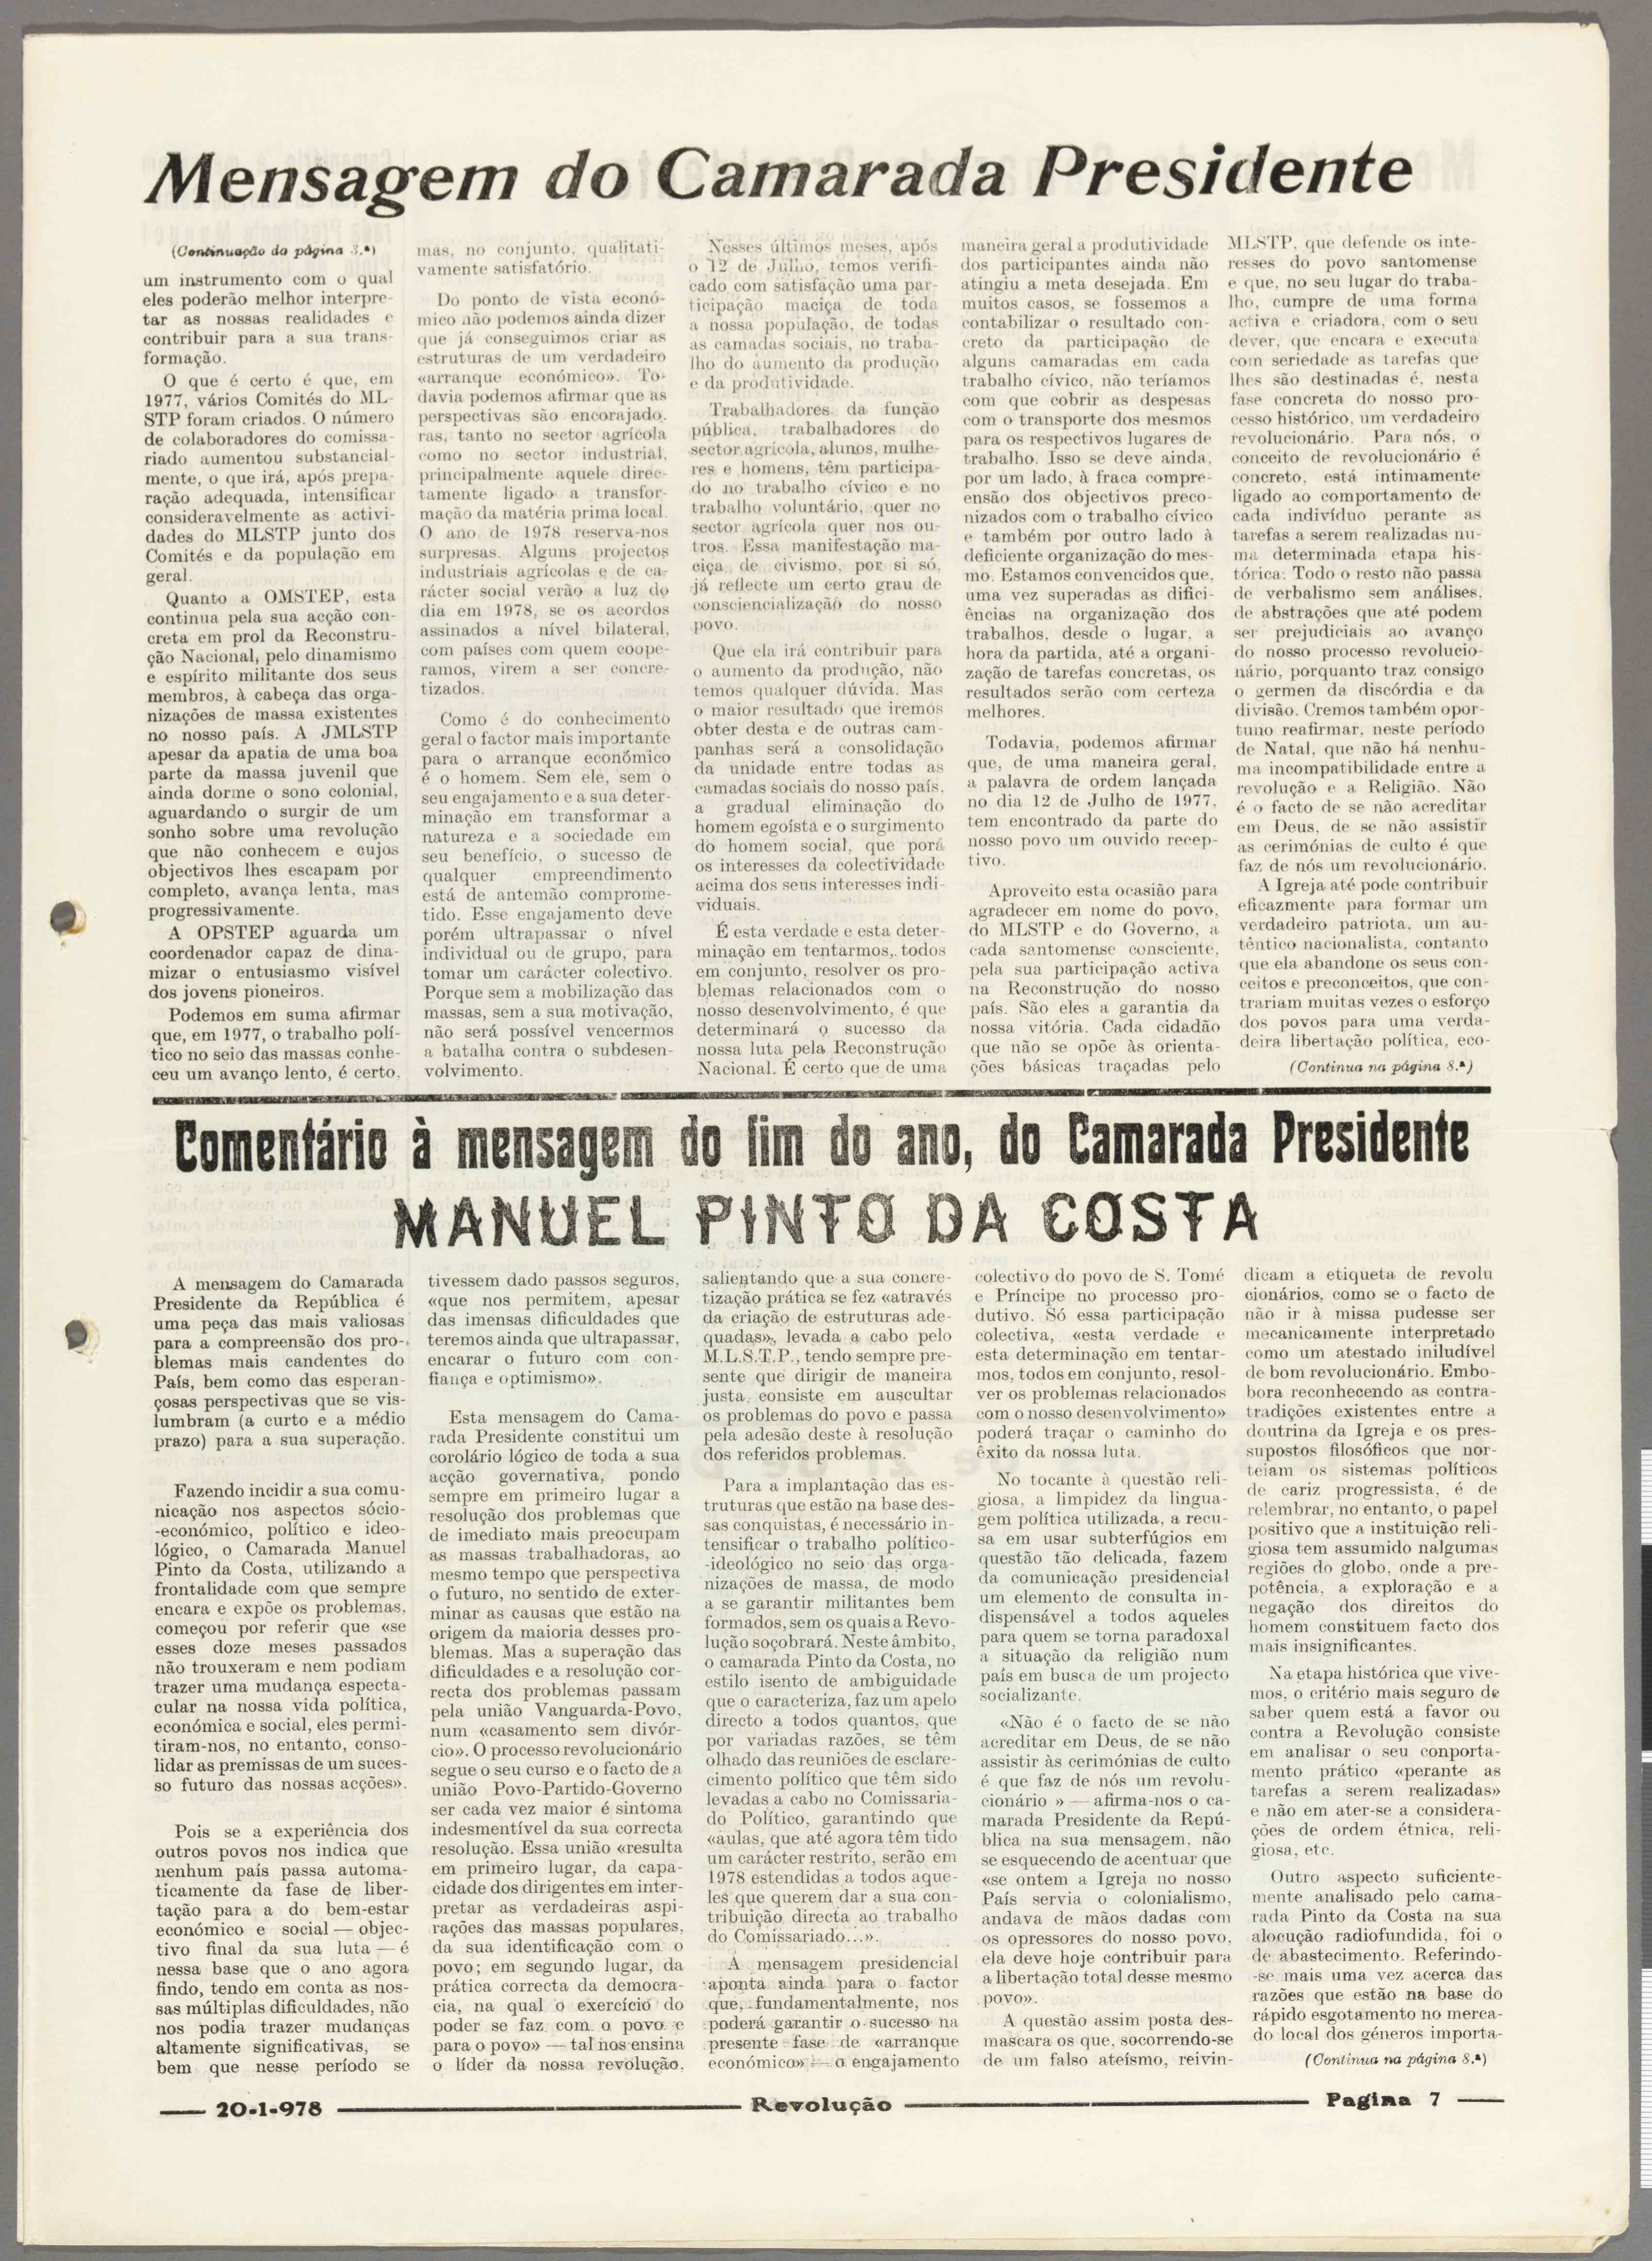 Mensagem do Camarada Presidente
(Continuação da página 3.ª)
um instrumento com o qual
eles poderão melhor interpre-
tar as nossas realidades e
contribuir para a sua trans-
formação.
O que é certo é que, em
1977, vários Comités do ML-
STP foram criados. O número
de colaboradores do comissa-
riado aumentou substancial-
mente, o que irá, após prepa-
ração adequada, intensificar
consideravelmente as activi-
dades do MLSTP junto dos
Comités e da população em
geral.
Quanto a OMSTEP, esta
continua pela sua acção con-
creta em prol da Reconstru-
ção Nacional, pelo dinamismo
e espírito militante dos seus
membros, à cabeça das orga-
nizações de massa existentes
no nosso país. A JMLSTP
apesar da apatia de uma boa
parte da massa juvenil que
ainda dorme o sono colonial,
aguardando o surgir de um
sonho sobre uma revolução
que não conhecem e cujos
objectivos lhes escapam por
completo, avança lenta, mas
progressivamente.
A OPSTEP aguarda um
coordenador capaz de dina-
mizar o entusiasmo visível
dos jovens pioneiros.
Podemos em suma afirmar
que, em 1977, o trabalho polí-
tico no seio das massas conhe-
ceu um avanço lento, é certo,
mas, no conjunto, qualitati-
vamente satisfatório.
Do ponto de vista econó-
mico não podemos ainda dizer
que já conseguimos criar as
estruturas de um verdadeiro
«arranque económico». To-
davia podemos afirmar que as
perspectivas são encorajado-
ras, tanto no sector agrícola
como no sector industrial,
principalmente aquele direc-
tamente ligado a transfor-
mação da matéria prima local.
O ano de 1978 reserva-nos
surpresas. Alguns projectos
industriais agrícolas e de ca-
rácter social verão a luz do
dia em 1978, se os acordos
assinados a nível bilateral,
com países com quem coope-
ramos, virem a ser concre-
tizados.
Como é do conhecimento
geral o factor mais importante
para o arranque económico
é o homem. Sem ele, sem o
seu engajamento e a sua deter-
minação em transformar a
natureza e a sociedade em
seu benefício, o sucesso de
qualquer empreendimento
está de antemão comprome-
tido. Esse engajamento deve
porém ultrapassar o nível
individual ou de grupo, para
tomar um carácter colectivo.
Porque sem a mobilização das
massas, sem a sua motivação,
não será possível vencermos
a batalha contra o subdesen-
volvimento.
Nesses últimos meses, após
o 12 de Julho, temos verifi-
cado com satisfação uma par-
ticipação maciça de toda
a nossa população, de todas
as camadas sociais, no traba-
lho do aumento da produção
e da produtividade.
Trabalhadores da função
pública, trabalhadores do
sector agrícola, alunos, mulhe-
res e homens, têm participa-
do no trabalho cívico e no
trabalho voluntário, quer no
sector agrícola quer nos ou-
tros. Essa manifestação ma-
ciça de civismo, por si só,
já reflecte um certo grau de
consciencialização do nosso
povo.
Que ela irá contribuir para
o aumento da produção, não
temos qualquer dúvida. Mas
o maior resultado que iremos
obter desta e de outras cam-
panhas será a consolidação
da unidade entre todas as
camadas sociais do nosso país,
a gradual eliminação do
homem egoísta e o surgimento
do homem social, que porá
os interesses da colectividade
acima dos seus interesses indi-
viduais.
É esta verdade e esta deter-
minação em tentarmos, todos
em conjunto, resolver os pro-
blemas relacionados com o
nosso desenvolvimento, é que
determinará o sucesso da
nossa luta pela Reconstrução
Nacional. É certo que de uma
maneira geral a produtividade
dos participantes ainda não
atingiu a meta desejada. Em
muitos casos, se fossemos a
contabilizar o resultado con-
creto da participação de
alguns camaradas em cada
trabalho cívico, não teríamos
com que cobrir as despesas
com o transporte dos mesmos
para os respectivos lugares de
trabalho. Isso se deve ainda,
por um lado, à fraca compre-
ensão dos objectivos preco-
nizados com o trabalho cívico
e também por outro lado à
deficiente organização do mes-
mo. Estamos convencidos que,
uma vez superadas as difici-
ências na organização dos
trabalhos, desde o lugar, a
hora da partida, até a organi-
zação de tarefas concretas, os
resultados serão com certeza
melhores.
Todavia, podemos afirmar
que, de uma maneira geral,
a palavra de ordem lançada
no dia 12 de Julho de 1977,
tem encontrado da parte do
nosso povo um ouvido recep-
tivo.
Aproveito esta ocasião para
agradecer em nome do povo,
do MLSTP e do Governo, a
cada santomense consciente,
pela sua participação activa
na Reconstrução do nosso
país. São eles a garantia da
nossa vitória. Cada cidadão
que não se opõe às orienta-
ções básicas traçadas pelo
MLSTP, que defende os inte-
resses do povo santomense
e que, no seu lugar do traba-
lho, cumpre de uma forma
activa e criadora, com o seu
dever, que encara e executa
com seriedade as tarefas que
lhes são destinadas é, nesta
fase concreta do nosso pro-
cesso histórico, um verdadeiro
revolucionário. Para nós, o
conceito de revolucionário é
concreto, está intimamente
ligado ao comportamento de
cada indivíduo perante as
tarefas a serem realizadas nu-
ma determinada etapa his-
tórica. Todo o resto não passa
de verbalismo sem análises,
de abstrações que até podem
ser prejudiciais ao avanço
do nosso processo revolucio-
nário, porquanto traz consigo
o germen da discórdia e da
divisão. Cremos também opor-
tuno reafirmar, neste período
de Natal, que não há nenhu-
ma incompatibilidade entre a
revolução e a Religião. Não
é o facto de se não acreditar
em Deus, de se não assistir
as cerimónias de culto é que
faz de nós um revolucionário.
A Igreja até pode contribuir
eficazmente para formar um
verdadeiro patriota, um au-
têntico nacionalista, contanto
que ela abandone os seus con-
ceitos e preconceitos, que con-
trariam muitas vezes o esforço
dos povos para uma verda-
deira libertação política, eco-
(Continua na página 8.ª)
Comentário à mensagem do fim do ano, do Camarada Presidente
MANUEL PINTO DA COSTA
A mensagem do Camarada
Presidente da República é
uma peça das mais valiosas
para a compreensão dos pro-
blemas mais candentes do
País, bem como das esperan-
çosas perspectivas que se vis-
lumbram (a curto e a médio
prazo) para a sua superação.
Fazendo incidir a sua comu-
nicação nos aspectos sócio-
-económico, político e ideo-
lógico, o Camarada Manuel
Pinto da Costa, utilizando a
frontalidade com que sempre
encara e expõe os problemas,
começou por referir que «se
esses doze meses passados
não trouxeram e nem podiam
trazer uma mudança especta-
cular na nossa vida política,
económica e social, eles permi-
tiram-nos, no entanto, conso-
lidar as premissas de um suces-
so futuro das nossas acções».
Pois se a experiência dos
outros povos nos indica que
nenhum país passa automa-
ticamente da fase de liber-
tação para a do bem-estar
económico e social — objec-
tivo final da sua luta — é
nessa base que o ano agora
findo, tendo em conta as nos-
sas múltiplas dificuldades, não
nos podia trazer mudanças
altamente significativas, se
bem que nesse período se
tivessem dado passos seguros,
«que nos permitem, apesar
das imensas dificuldades que
teremos ainda que ultrapassar,
encarar o futuro com con-
fiança e optimismo».
Esta mensagem do Cama-
rada Presidente constitui um
corolário lógico de toda a sua
acção governativa, pondo
sempre em primeiro lugar a
resolução dos problemas que
de imediato mais preocupam
as massas trabalhadoras, ao
mesmo tempo que perspectiva
o futuro, no sentido de exter-
minar as causas que estão na
origem da maioria desses pro-
blemas. Mas a superação das
dificuldades e a resolução cor-
recta dos problemas passam
pela união Vanguarda-Povo,
num «casamento sem divór-
cio». O processo revolucionário
segue o seu curso e o facto de a
união Povo-Partido-Governo
ser cada vez maior é sintoma
indesmentível da sua correcta
resolução. Essa união «resulta
em primeiro lugar, da capa-
cidade dos dirigentes em inter-
pretar as verdadeiras aspi-
rações das massas populares,
da sua identificação com o
povo; em segundo lugar, da
prática correcta da democra-
cia, na qual o exercício do
poder se faz com o povo e
para o povo» — tal nos ensina
o líder da nossa revolução,
salientando que a sua concre-
tização prática se fez «através
da criação de estruturas ade-
quadas», levada a cabo pelo
M.L.S.T.P., tendo sempre pre-
sente que dirigir de maneira
justa, consiste em auscultar
os problemas do povo e passa
pela adesão deste à resolução
dos referidos problemas.
Para a implantação das es-
truturas que estão na base des-
sas conquistas, é necessário in-
tensificar o trabalho político-
-ideológico no seio das orga-
nizações de massa, de modo
a se garantir militantes bem
formados, sem os quais a Revo-
lução soçobrará. Neste âmbito,
o camarada Pinto da Costa, no
estilo isento de ambiguidade
que o caracteriza, faz um apelo
directo a todos quantos, que
por variadas razões, se têm
olhado das reuniões de esclare-
cimento político que têm sido
levadas a cabo no Comissaria-
do Político, garantindo que
«aulas, que até agora têm tido
um carácter restrito, serão em
1978 estendidas a todos aque-
les que querem dar a sua con-
tribuição directa ao trabalho
do Comissariado...».
A mensagem presidencial
aponta ainda para o factor
que, fundamentalmente, nos
poderá garantir o sucesso na
presente fase de «arranque
económico» — o engajamento
colectivo do povo de S. Tomé
e Príncipe no processo pro-
dutivo. Só essa participação
colectiva, «esta verdade e
esta determinação em tentar-
mos, todos em conjunto, resol-
ver os problemas relacionados
com o nosso desenvolvimento»
poderá traçar o caminho do
êxito da nossa luta.
No tocante à questão reli-
giosa, a limpidez da lingua-
gem política utilizada, a recu-
sa em usar subterfúgios em
questão tão delicada, fazem
da comunicação presidencial
um elemento de consulta in-
dispensável a todos aqueles
para quem se torna paradoxal
a situação da religião num
país em busca de um projecto
socializante.
«Não é o facto de se não
acreditar em Deus, de se não
assistir às cerimónias de culto
é que faz de nós um revolu-
cionário » — afirma-nos o ca-
marada Presidente da Repú-
blica na sua mensagem, não
se esquecendo de acentuar que
«se ontem a Igreja no nosso
País servia o colonialismo,
andava de mãos dadas com
os opressores do nosso povo,
ela deve hoje contribuir para
a libertação total desse mesmo
povo».
A questão assim posta des-
mascara os que, socorrendo-se
de um falso ateísmo, reivin-
dicam a etiqueta de revolu
cionários, como se o facto de
não ir à missa pudesse ser
mecanicamente interpretado
como um atestado iniludível
de bom revolucionário. Embo-
bora reconhecendo as contra-
tradições existentes entre a
doutrina da Igreja e os pres-
supostos filosóficos que nor-
teiam os sistemas políticos
de cariz progressista, é de
relembrar, no entanto, o papel
positivo que a instituição reli-
giosa tem assumido nalgumas
regiões do globo, onde a pre-
potência, a exploração e a
negação dos direitos do
homem constituem facto dos
mais insignificantes.
Na etapa histórica que vive-
mos, o critério mais seguro de
saber quem está a favor ou
contra a Revolução consiste
em analisar o seu conporta-
mento prático «perante as
tarefas a serem realizadas»
e não em ater-se a considera-
ções de ordem étnica, reli-
giosa, etc.
Outro aspecto suficiente-
mente analisado pelo cama-
rada Pinto da Costa na sua
alocução radiofundida, foi o
de abastecimento. Referindo-
-se mais uma vez acerca das
razões que estão na base do
rápido esgotamento no merca-
do local dos géneros importa-
(Continua na página 8.ª)
20-1-978
Revolução
Pagina 7